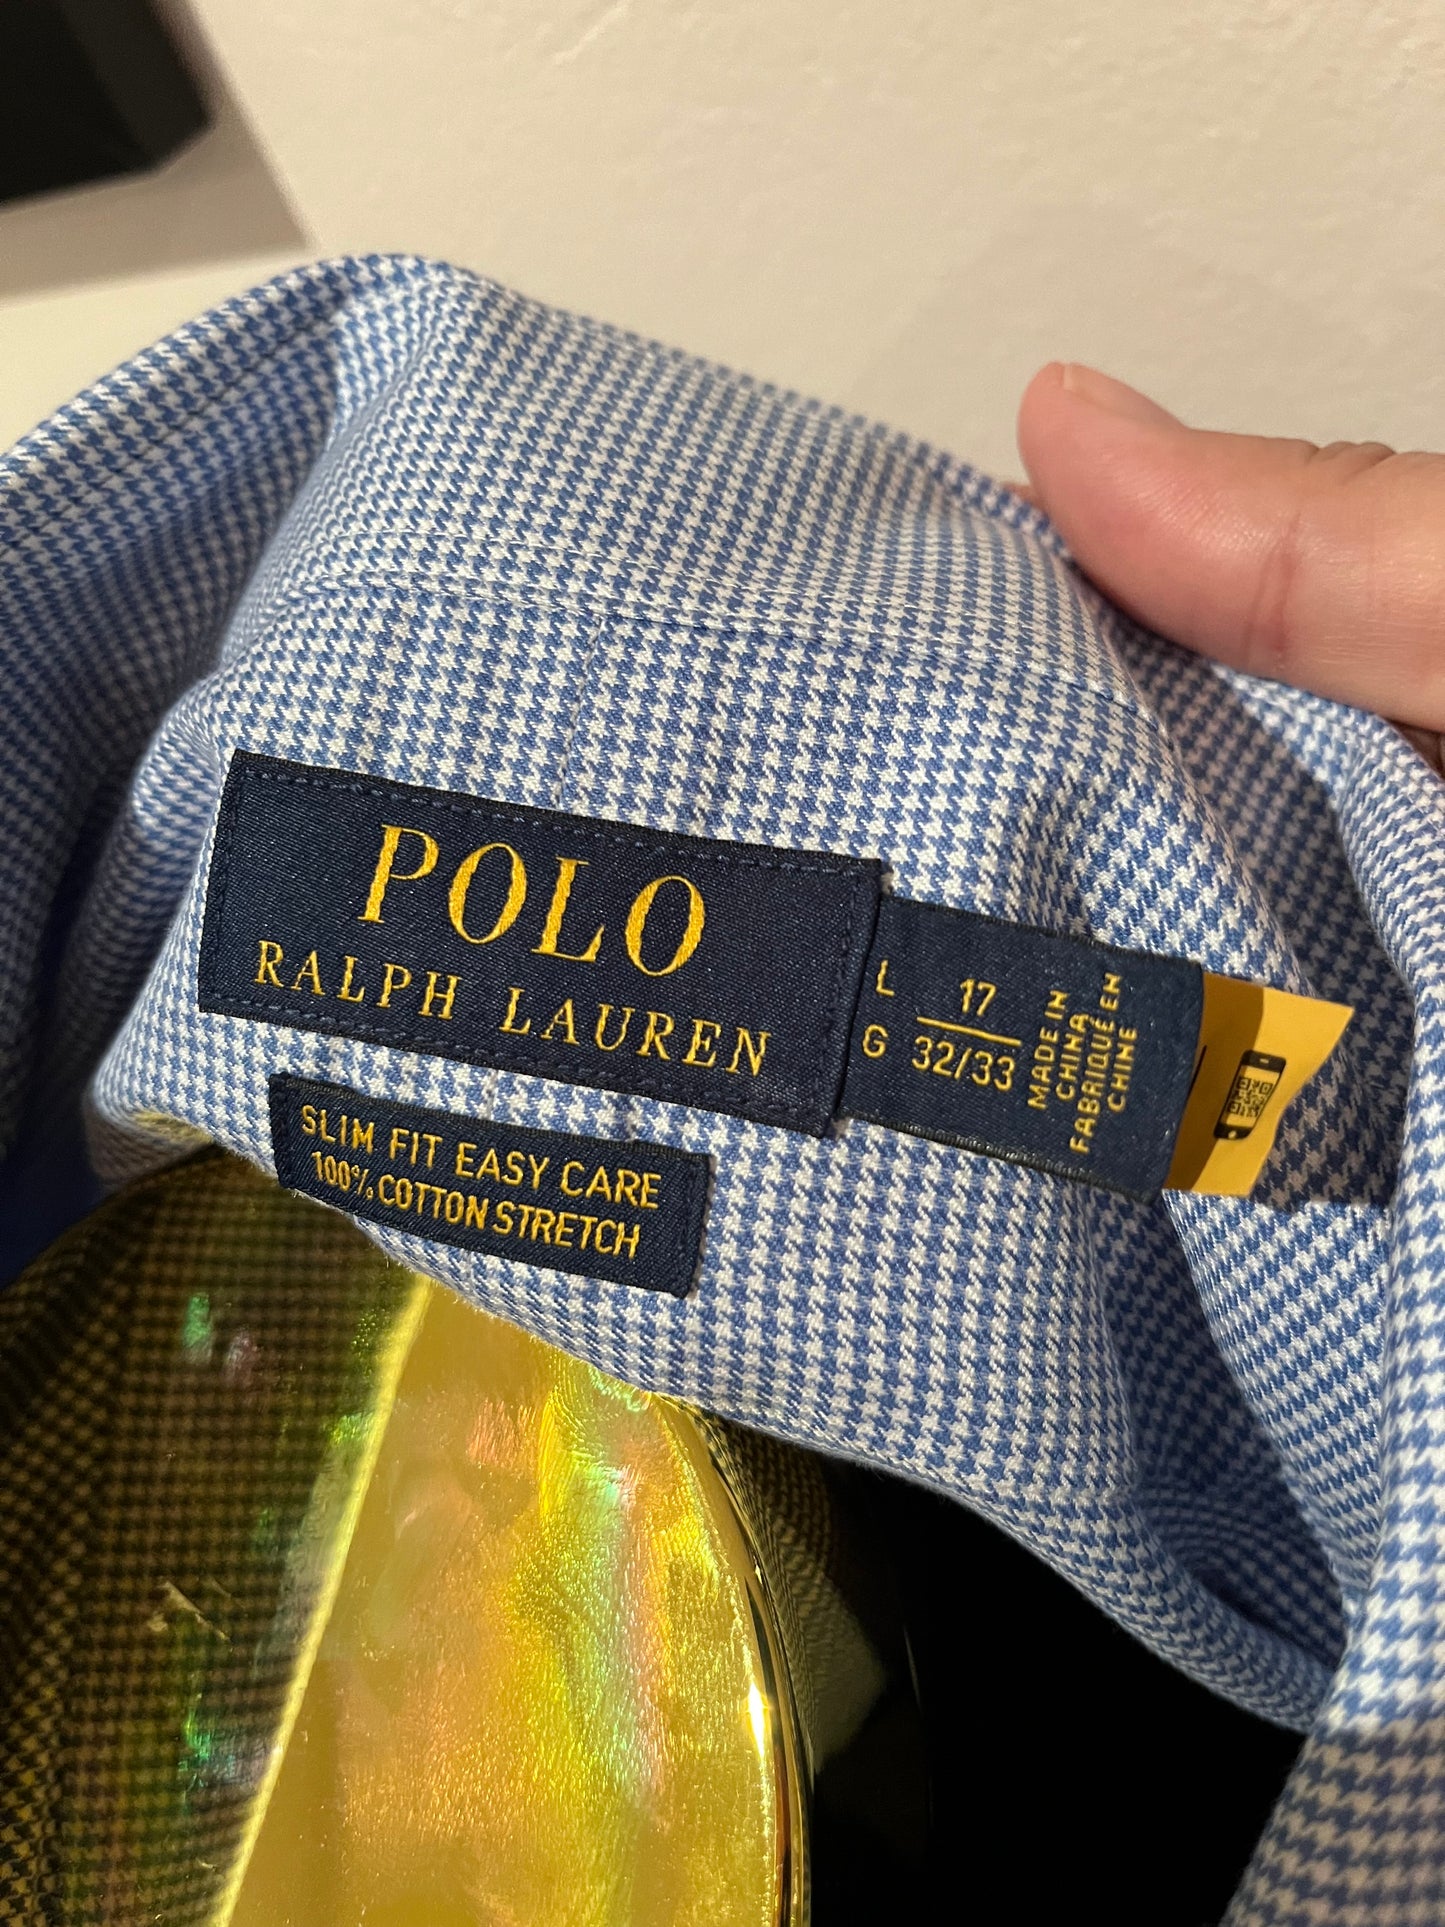 POLO
RALPH LAUREN
SLIM FIT EASY CARE
100% COTTON STRETCH
L
G
17
32/33
MADE IN
CHINA
FABRIQUÉ EN
CHINE